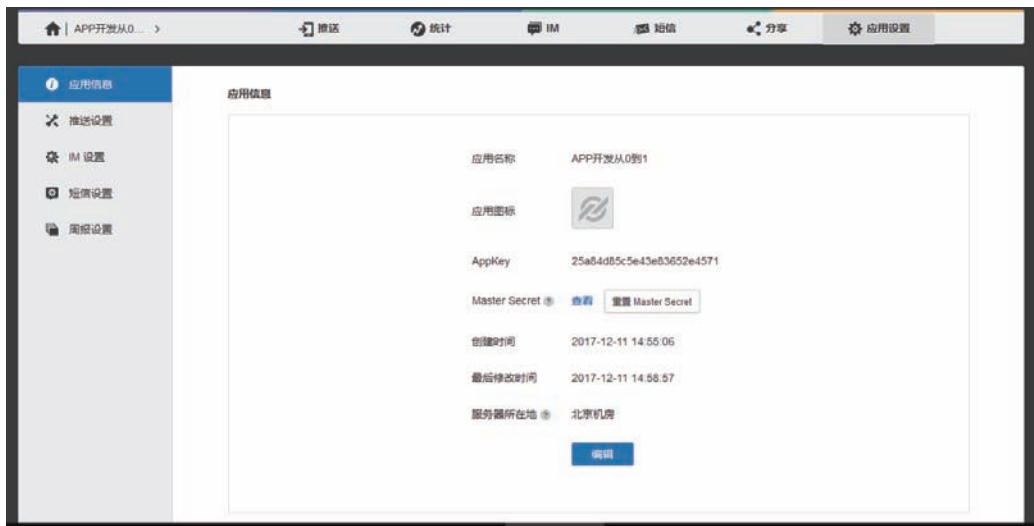 APP开发从0... >
推送
统计
IM
短信
分享
应用设置
应用信息
推送设置
IM 设置
短信设置
周报设置
应用信息
应用名称 APP开发从0到1
应用图标
AppKey 25a84d85c5e43e83652e4571
Master Secret ? 查看 重置 Master Secret
创建时间 2017-12-11 14:55:06
最后修改时间 2017-12-11 14:58:57
服务器所在地 ? 北京机房
编辑